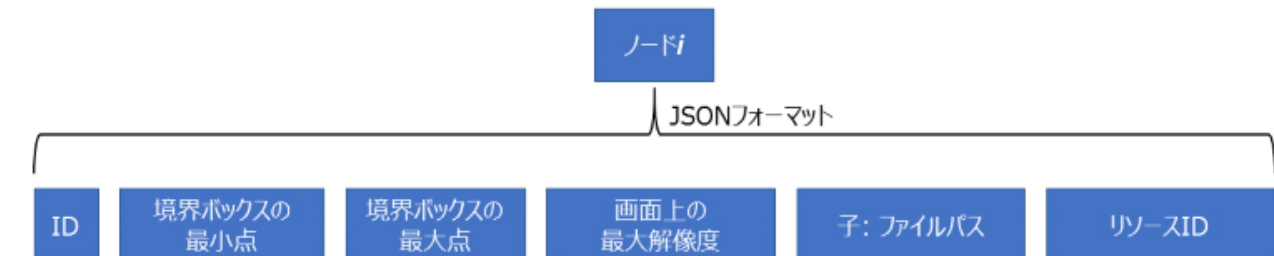 ノードi
JSONフォーマット
ID
境界ボックスの
最小点
境界ボックスの
最大点
画面上の
最大解像度
子: ファイルパス
リソースID